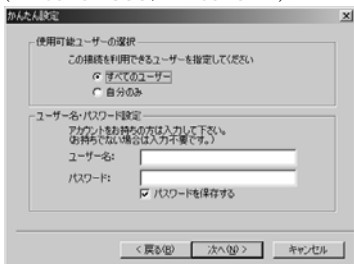 かんたん設定
使用可能ユーザーの選択
この接続を利用できるユーザーを指定してください
すべてのユーザー
自分のみ
ユーザー名・パスワード設定
アカウントをお持ちの方は入力して下さい。
(お持ちでない場合は入力不要です。)
ユーザー名:
パスワード:
パスワードを保存する
< 戻る(B)
次へ(N) >
キャンセル